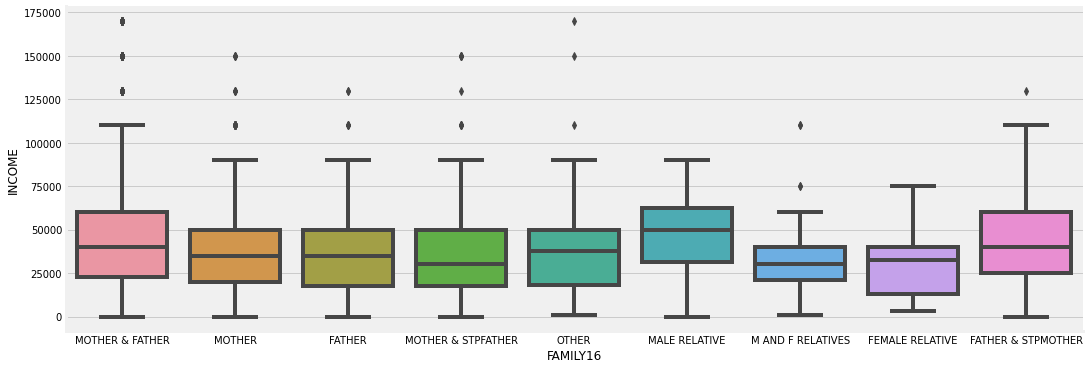 175000
150000
125000
100000
75000
50000
25000
0
INCOME
MOTHER & FATHER
MOTHER
FATHER
MOTHER & STPFATHER
OTHER
MALE RELATIVE
M AND F RELATIVES
FEMALE RELATIVE
FATHER & STPMOTHER
FAMILY16